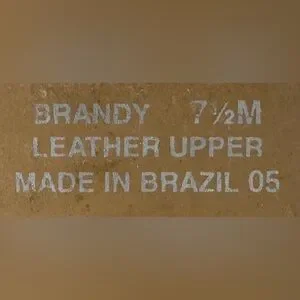 BRANDY 7½M
LEATHER UPPER
MADE IN BRAZIL 05